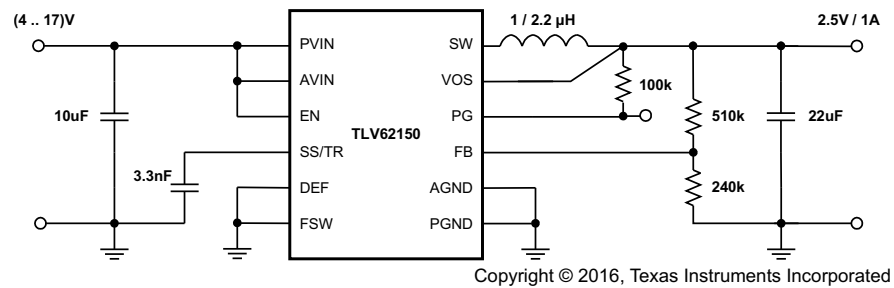 (4 .. 17)V
1 / 2.2 µH
2.5V / 1A
PVIN
SW
AVIN
VOS
100k
10uF
EN
PG
510k
22uF
TLV62150
3.3nF
SS/TR
FB
DEF
AGND
240k
FSW
PGND
Copyright © 2016, Texas Instruments Incorporated